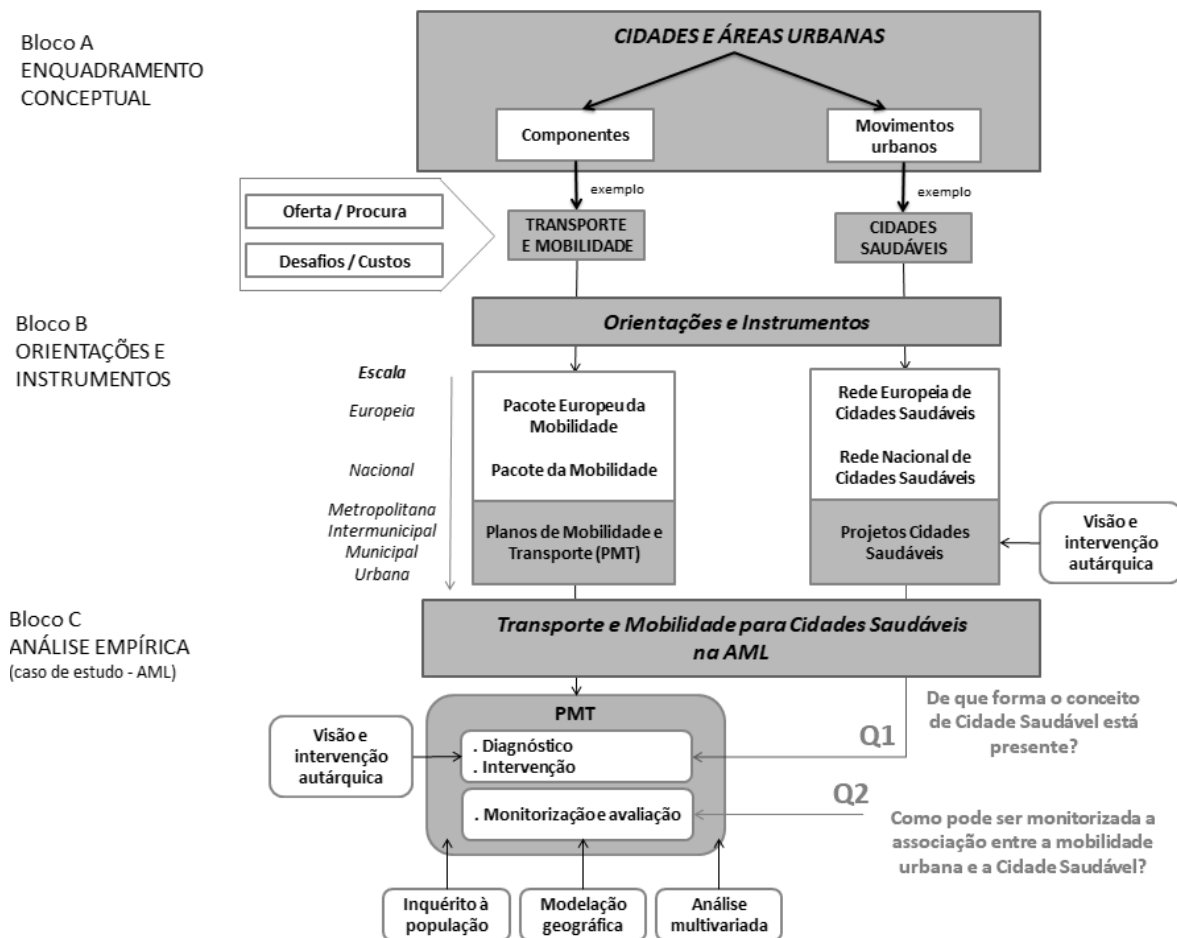 Bloco A
ENQUADRAMENTO
CONCEPTUAL
CIDADES E ÁREAS URBANAS
Componentes
Movimentos
urbanos
exemplo
exemplo
Oferta / Procura
Desafios / Custos
TRANSPORTE
E MOBILIDADE
CIDADES
SAUDÁVEIS
Bloco B
ORIENTAÇÕES E
INSTRUMENTOS
Orientações e Instrumentos
Escala
Europeia
Nacional
Metropolitana
Intermunicipal
Municipal
Urbana
Pacote Europeu da
Mobilidade
Pacote da Mobilidade
Planos de Mobilidade e
Transporte (PMT)
Rede Europeia de
Cidades Saudáveis
Rede Nacional de
Cidades Saudáveis
Projetos Cidades
Saudáveis
Visão e
intervenção
autárquica
Bloco C
ANÁLISE EMPÍRICA
(caso de estudo - AML)
Transporte e Mobilidade para Cidades Saudáveis
na AML
PMT
. Diagnóstico
. Intervenção
. Monitorização e avaliação
Visão e
intervenção
autárquica
Q1
De que forma o conceito
de Cidade Saudável está
presente?
Q2
Como pode ser monitorizada a
associação entre a mobilidade
urbana e a Cidade Saudável?
Inquérito à
população
Modelação
geográfica
Análise
multivariada